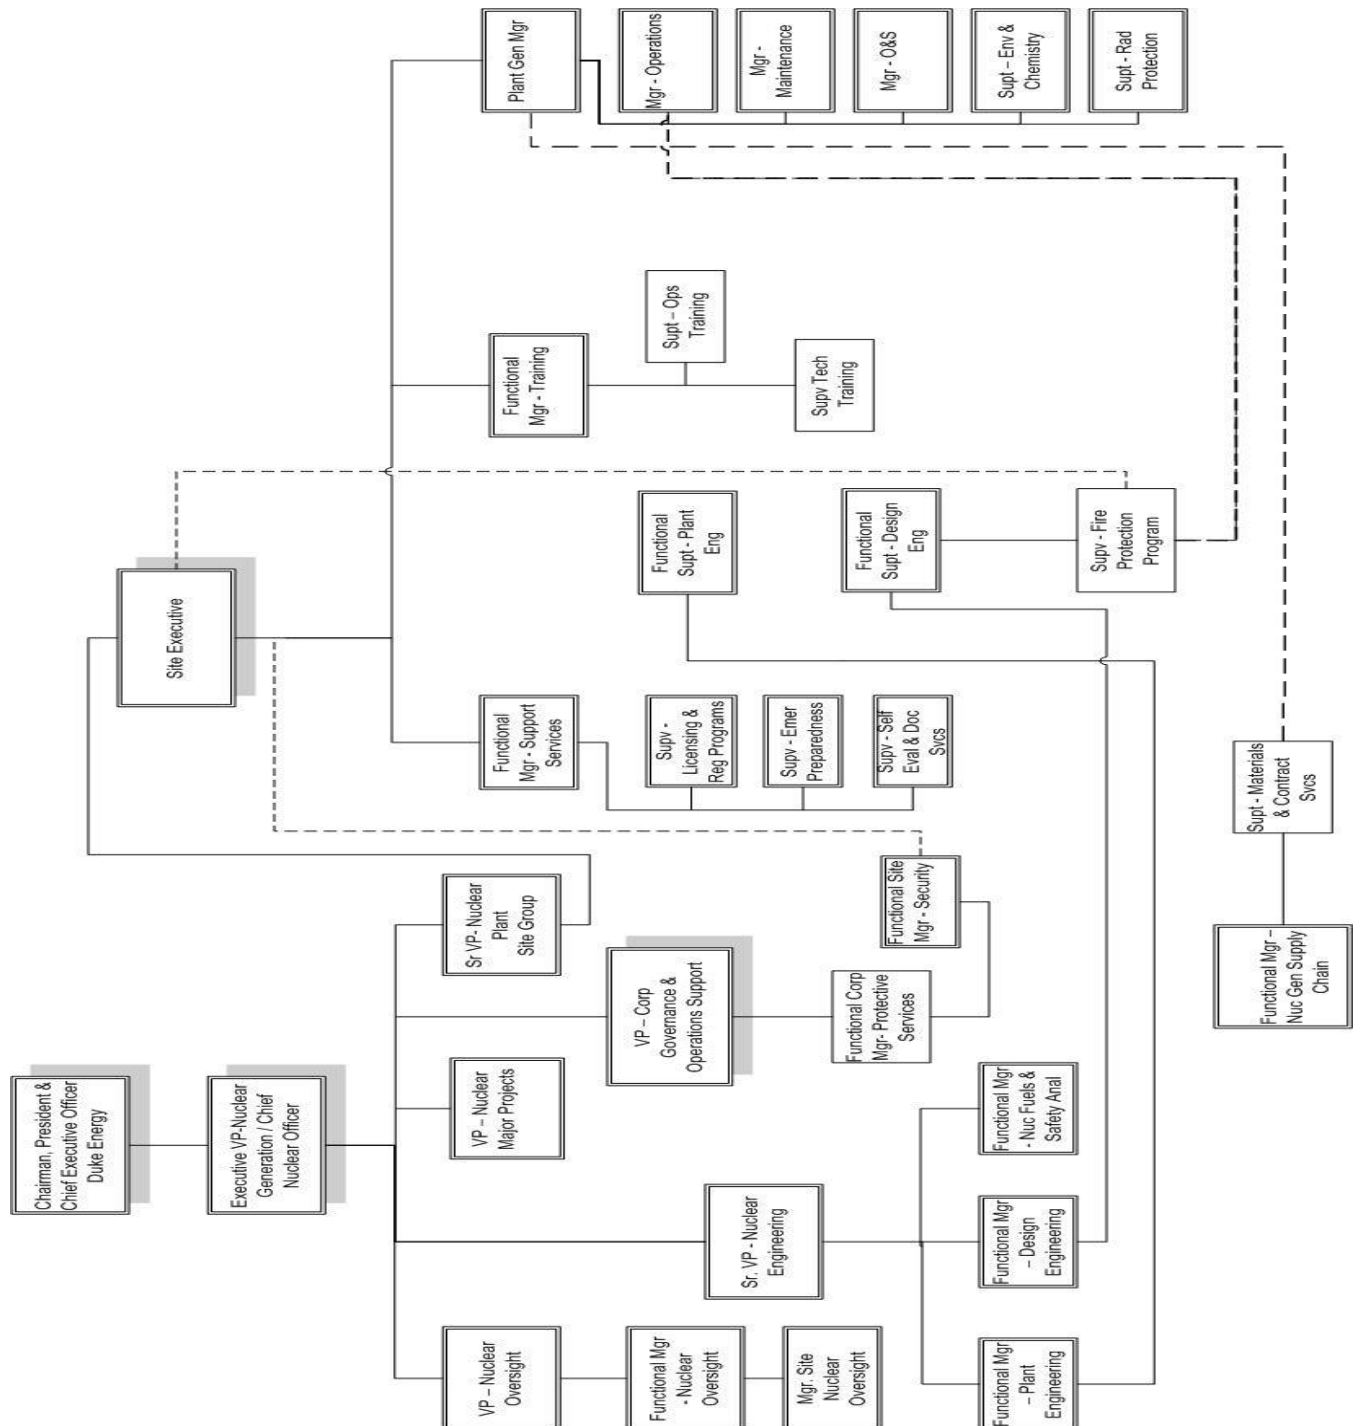 Chairman, President &
Chief Executive Officer
Duke Energy
Executive VP-Nuclear
Generation / Chief
Nuclear Officer
VP – Nuclear
Oversight
Functional Mgr
- Nuclear
Oversight
Mgr. Site
Nuclear
Oversight
Sr. VP - Nuclear
Engineering
Functional Mgr
– Plant
Engineering
Functional Mgr
– Design
Engineering
Functional Mgr
- Nuc Fuels &
Safety Anal
VP – Nuclear
Major Projects
VP – Corp
Governance &
Operations Support
Functional Corp
Mgr- Protective
Services
Functional Site
Mgr - Security
Sr VP- Nuclear
Plant
Site Group
Site Executive
Functional
Mgr - Support
Services
Supv -
Licensing &
Reg Programs
Supv - Emer
Preparedness
Supv - Self
Eval & Doc
Svcs
Functional
Supt - Plant
Eng
Functional
Supt - Design
Eng
Supv - Fire
Protection
Program
Functional
Mgr - Training
Supt – Ops
Training
Supv Tech
Training
Plant Gen Mgr
Mgr - Operations
Mgr -
Maintenance
Mgr - O&S
Supt – Env &
Chemistry
Supt - Rad
Protection
Functional Mgr –
Nuc Gen Supply
Chain
Supt - Materials
& Contract
Svcs